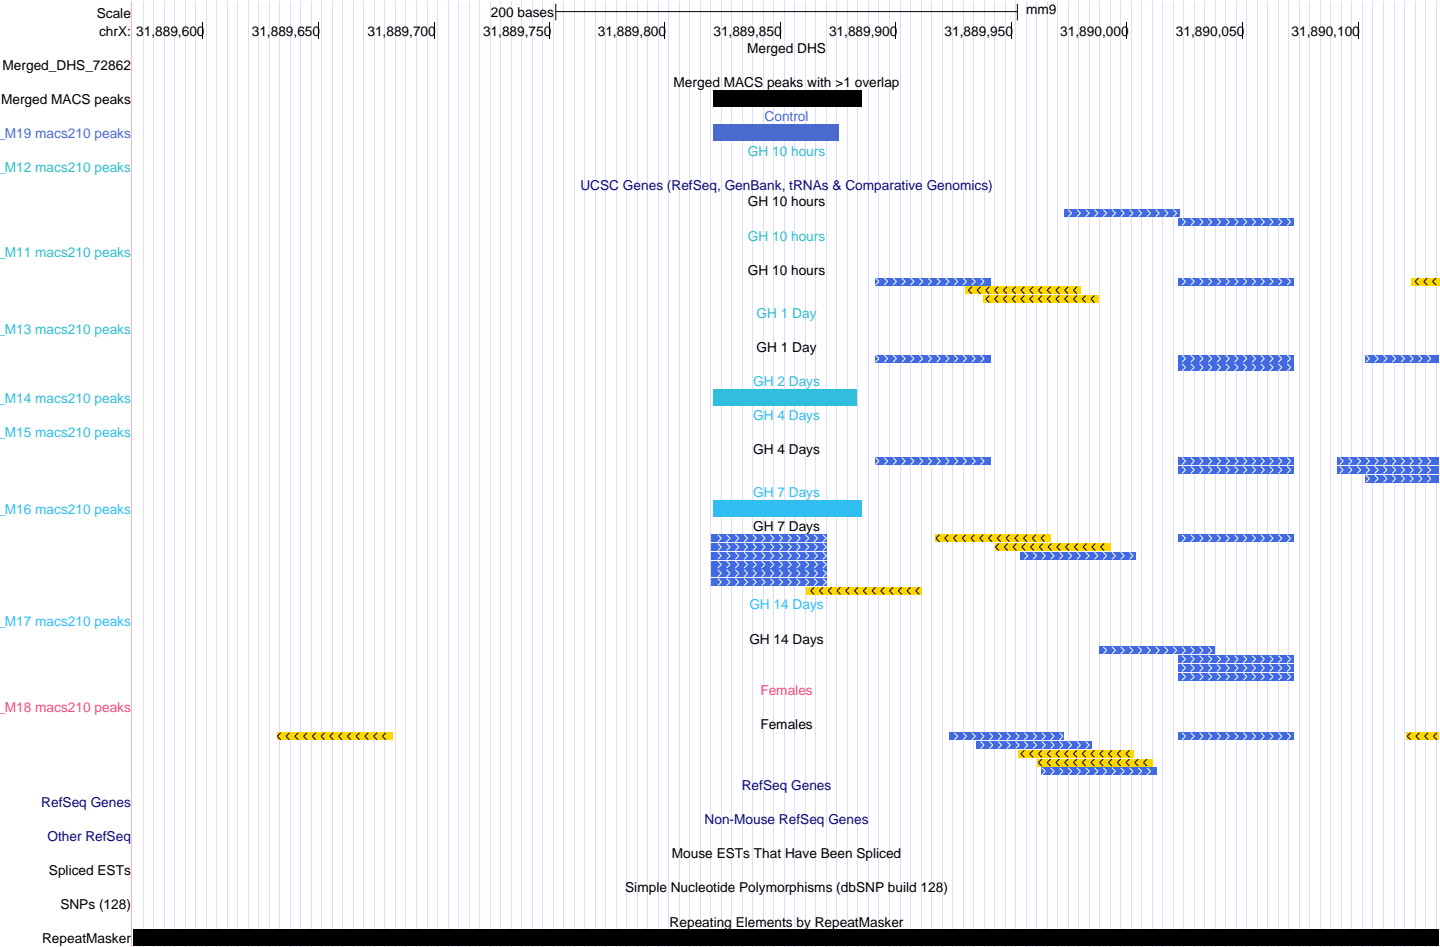 Scale 200 bases mm9
chrX: 31,889,600 31,889,650 31,889,700 31,889,750 31,889,800 31,889,850 31,889,900 31,889,950 31,890,000 31,890,050 31,890,100
Merged DHS
Merged_DHS_72862
Merged MACS peaks with >1 overlap
Merged MACS peaks
Control
_M19 macs210 peaks
GH 10 hours
_M12 macs210 peaks
UCSC Genes (RefSeq, GenBank, tRNAs & Comparative Genomics)
GH 10 hours
GH 10 hours
_M11 macs210 peaks
GH 10 hours
GH 1 Day
_M13 macs210 peaks
GH 1 Day
GH 2 Days
_M14 macs210 peaks
GH 4 Days
_M15 macs210 peaks
GH 4 Days
GH 7 Days
_M16 macs210 peaks
GH 7 Days
GH 14 Days
_M17 macs210 peaks
GH 14 Days
Females
_M18 macs210 peaks
Females
RefSeq Genes
RefSeq Genes
Non-Mouse RefSeq Genes
Other RefSeq
Mouse ESTs That Have Been Spliced
Spliced ESTs
Simple Nucleotide Polymorphisms (dbSNP build 128)
SNPs (128)
Repeating Elements by RepeatMasker
RepeatMasker